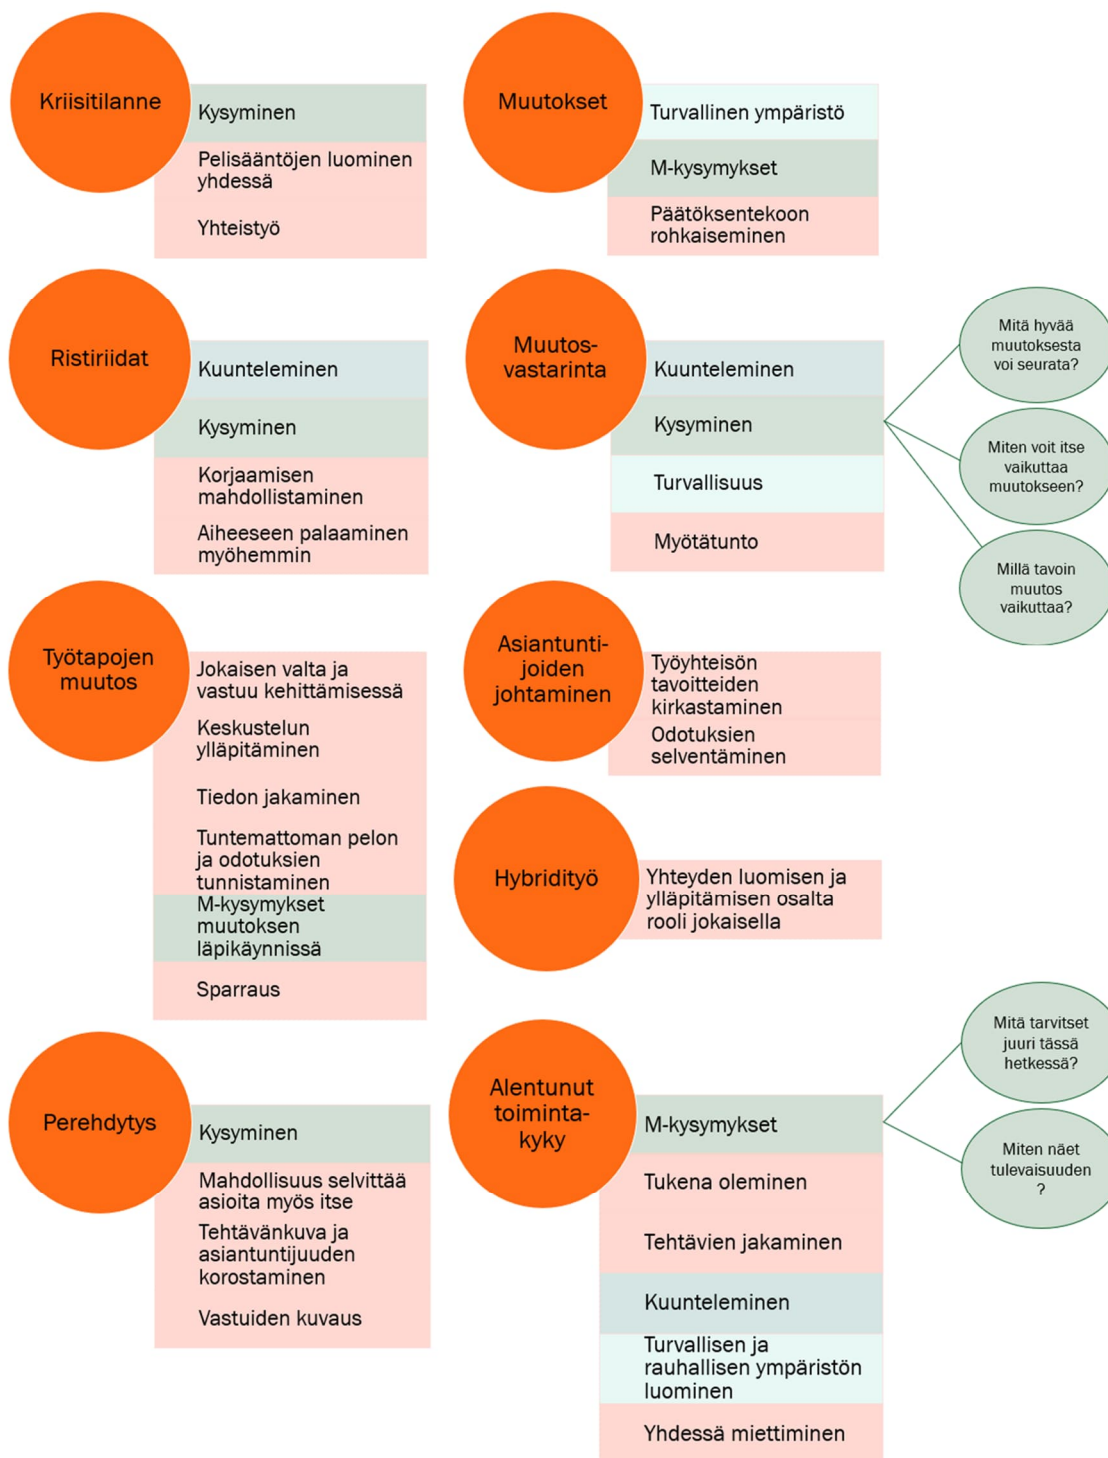 Kriisitilanne
Kysyminen
Pelisääntöjen luominen
yhdessä
Yhteistyö
Muutokset
Turvallinen ympäristö
M-kysymykset
Päätöksentekoon
rohkaiseminen
Ristiriidat
Kuunteleminen
Kysyminen
Korjaamisen
mahdollistaminen
Aiheeseen palaaminen
myöhemmin
Muutos-
vastarinta
Kuunteleminen
Kysyminen
Turvallisuus
Myötätunto
Mitä hyvää
muutoksesta
voi seurata?
Miten voit itse
vaikuttaa
muutokseen?
Millä tavoin
muutos
vaikuttaa?
Työtapojen
muutos
Jokaisen valta ja
vastuu kehittämisessä
Keskustelun
ylläpitäminen
Tiedon jakaminen
Tuntemattoman pelon
ja odotuksien
tunnistaminen
M-kysymykset
muutoksen
läpikäynnissä
Sparraus
Asiantunti-
joiden
johtaminen
Työyhteisön
tavoitteiden
kirkastaminen
Odotuksien
selventäminen
Hybridityö
Yhteyden luomisen ja
ylläpitämisen osalta
rooli jokaisella
Perehdytys
Kysyminen
Mahdollisuus selvittää
asioita myös itse
Tehtävänkuva ja
asiantuntijuuden
korostaminen
Vastuiden kuvaus
Alentunut
toiminta-
kyky
M-kysymykset
Tukena oleminen
Tehtävien jakaminen
Kuunteleminen
Turvallisen ja
rauhallisen ympäristön
luominen
Yhdessä miettiminen
Mitä tarvitset
juuri tässä
hetkessä?
Miten näet
tulevaisuuden
?